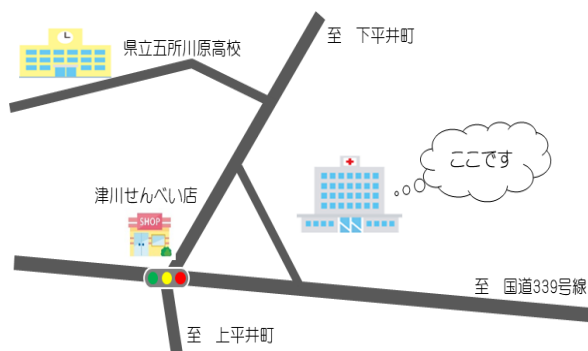 至　下平井町
県立五所川原高校
ここです
津川せんべい店
SHOP
至　国道339号線
至　上平井町